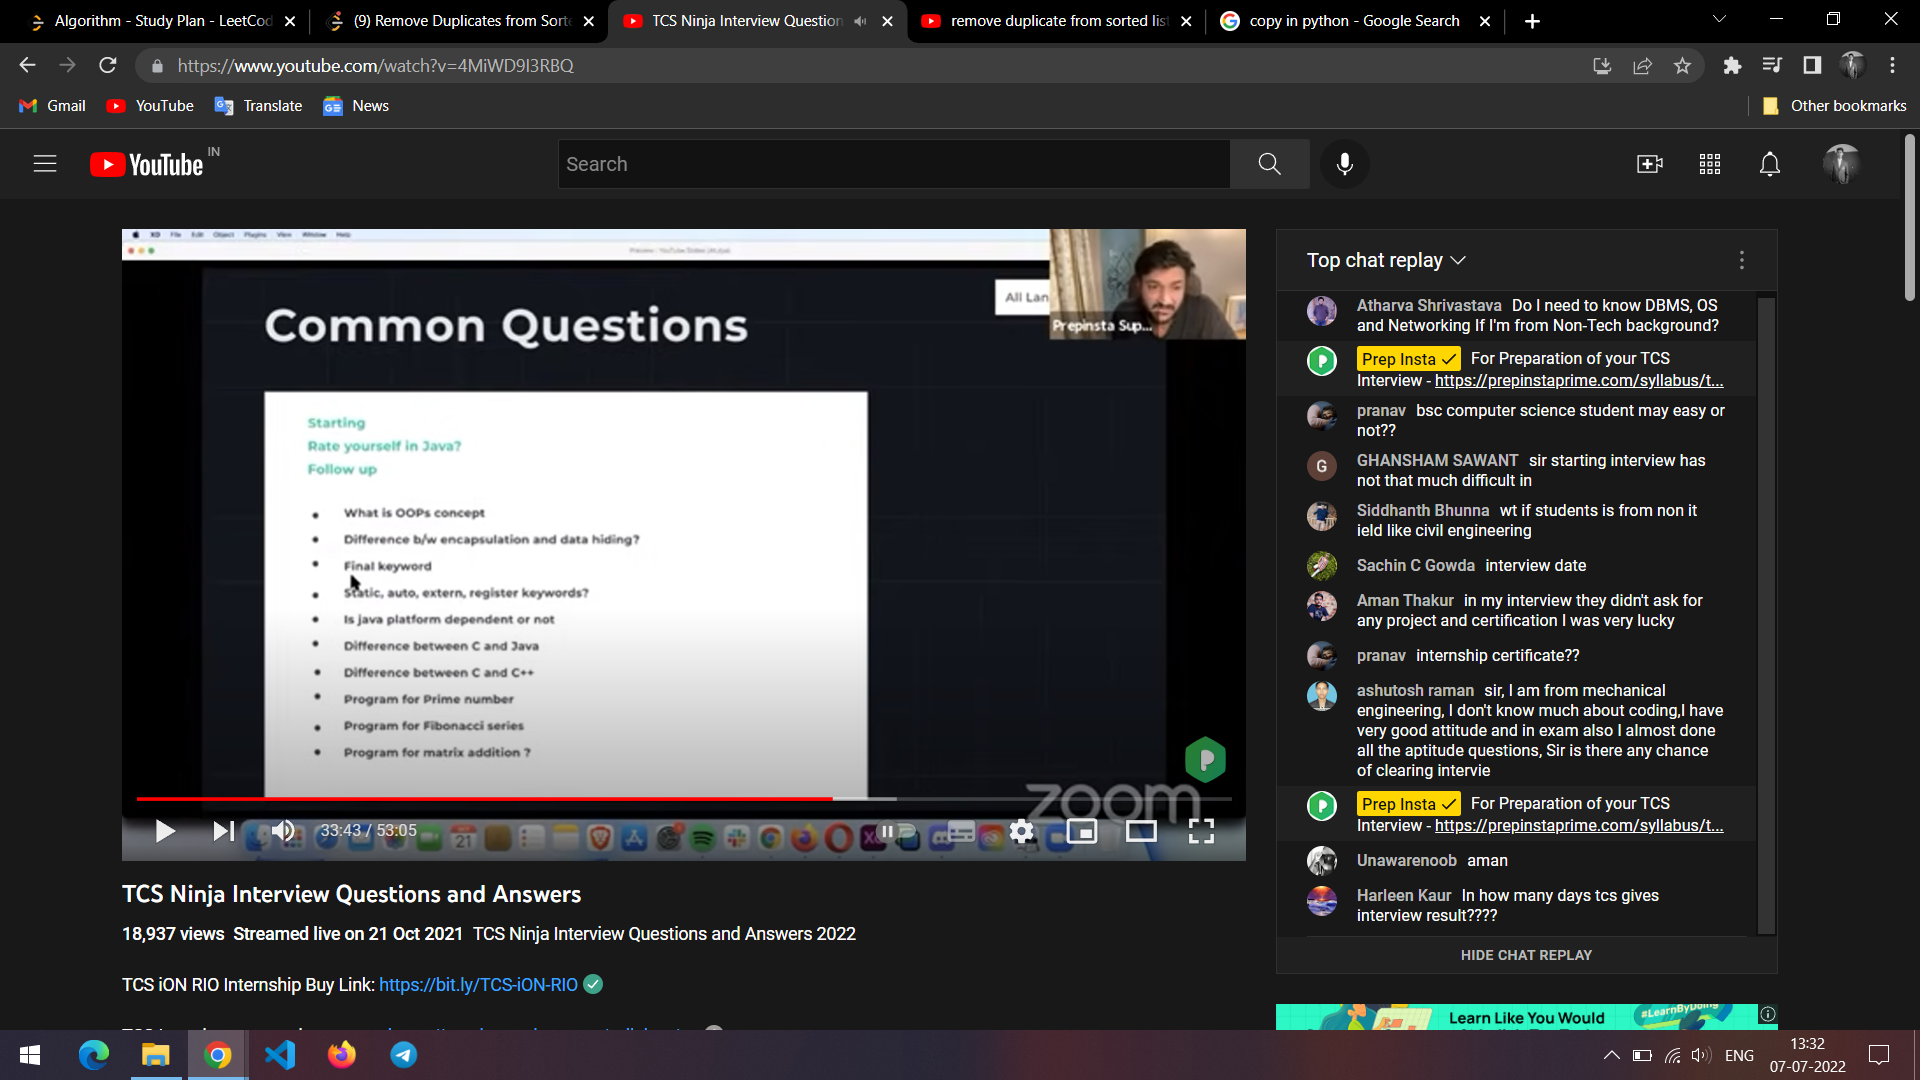 Algorithm - Study Plan - LeetCod
(9) Remove Duplicates from Sorte
TCS Ninja Interview Question
remove duplicate from sorted list
copy in python - Google Search
https://www.youtube.com/watch?v=4MiWD9I3RBQ
Gmail
YouTube
Translate
News
Other bookmarks
YouTube IN
Search
File Edit Object Plugins View Window Help
Common Questions
All Lan
Prepinsta Sup...
Starting
Rate yourself in Java?
Follow up
What is OOPs concept
Difference b/w encapsulation and data hiding?
Final keyword
Static, auto, extern, register keywords?
Is java platform dependent or not
Difference between C and Java
Difference between C and C++
Program for Prime number
Program for Fibonacci series
Program for matrix addition ?
zoom
33:43 / 53:05
TCS Ninja Interview Questions and Answers
18,937 views Streamed live on 21 Oct 2021 TCS Ninja Interview Questions and Answers 2022
TCS iON RIO Internship Buy Link: https://bit.ly/TCS-iON-RIO
Top chat replay
Atharva Shrivastava Do I need to know DBMS, OS
and Networking If I'm from Non-Tech background?
Prep Insta For Preparation of your TCS
Interview - https://prepinstaprime.com/syllabus/t...
pranav bsc computer science student may easy or
not??
G
GHANSHAM SAWANT sir starting interview has
not that much difficult in
Siddhanth Bhunna wt if students is from non it
ield like civil engineering
Sachin C Gowda interview date
Aman Thakur in my interview they didn't ask for
any project and certification I was very lucky
pranav internship certificate??
ashutosh raman sir, I am from mechanical
engineering, I don't know much about coding,I have
very good attitude and in exam also I almost done
all the aptitude questions, Sir is there any chance
of clearing intervie
Prep Insta For Preparation of your TCS
Interview - https://prepinstaprime.com/syllabus/t...
Unawarenoob aman
Harleen Kaur In how many days tcs gives
interview result????
HIDE CHAT REPLAY
Learn Like You Would
#LearnByDoing
ENG
13:32
07-07-2022